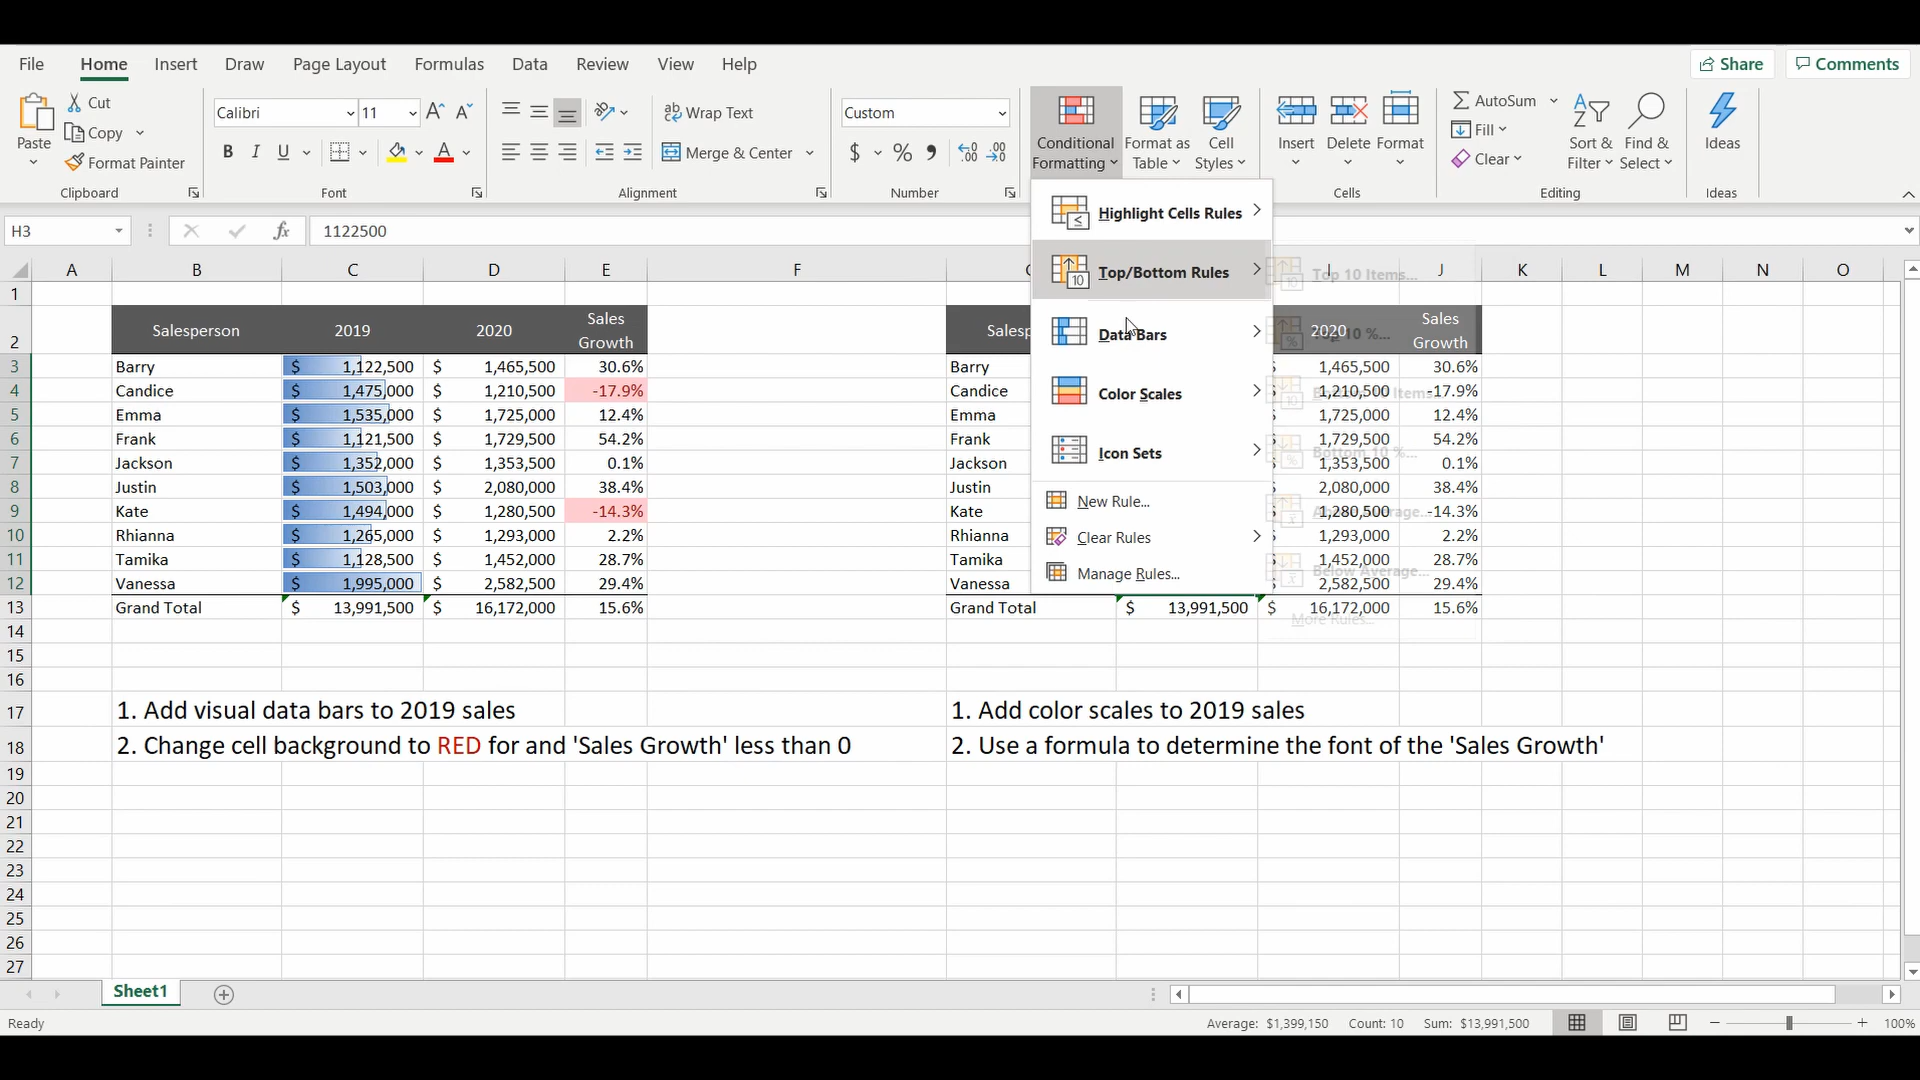 File Home Insert Draw Page Layout Formulas Data Review View Help Share Comments
Cut
Copy
Format Painter
Paste
Clipboard
Calibri 11
B I U A
Font
Wrap Text
Merge & Center
Alignment
Custom
$ % ,
Number
Conditional Formatting
Format as Table
Cell Styles
Insert Delete Format
Cells
AutoSum
Fill
Clear
Sort & Filter
Find & Select
Editing
Ideas
Ideas
H3 fx 1122500
Highlight Cells Rules
Top/Bottom Rules
Data Bars
Color Scales
Icon Sets
New Rule...
Clear Rules
Manage Rules...
Top 10 Items...
Bottom 10 %...
Above Average...
Below Average...
More Rules...
A B C D E F I J K L M N O
1
2 Salesperson 2019 2020 Sales Growth 2020 Sales Growth
3 Barry $ 1,122,500 $ 1,465,500 30.6% Barry $ 1,465,500 30.6%
4 Candice $ 1,475,000 $ 1,210,500 -17.9% Candice $ 1,210,500 -17.9%
5 Emma $ 1,535,000 $ 1,725,000 12.4% Emma $ 1,725,000 12.4%
6 Frank $ 1,121,500 $ 1,729,500 54.2% Frank $ 1,729,500 54.2%
7 Jackson $ 1,352,000 $ 1,353,500 0.1% Jackson $ 1,353,500 0.1%
8 Justin $ 1,503,000 $ 2,080,000 38.4% Justin $ 2,080,000 38.4%
9 Kate $ 1,494,000 $ 1,280,500 -14.3% Kate $ 1,280,500 -14.3%
10 Rhianna $ 1,265,000 $ 1,293,000 2.2% Rhianna $ 1,293,000 2.2%
11 Tamika $ 1,128,500 $ 1,452,000 28.7% Tamika $ 1,452,000 28.7%
12 Vanessa $ 1,995,000 $ 2,582,500 29.4% Vanessa $ 2,582,500 29.4%
13 Grand Total $ 13,991,500 $ 16,172,000 15.6% Grand Total $ 13,991,500 $ 16,172,000 15.6%
14
15
16
17 1. Add visual data bars to 2019 sales 1. Add color scales to 2019 sales
18 2. Change cell background to RED for and 'Sales Growth' less than 0 2. Use a formula to determine the font of the 'Sales Growth'
19
20
21
22
23
24
25
26
27
Sheet1
Ready Average: $1,399,150 Count: 10 Sum: $13,991,500 100%